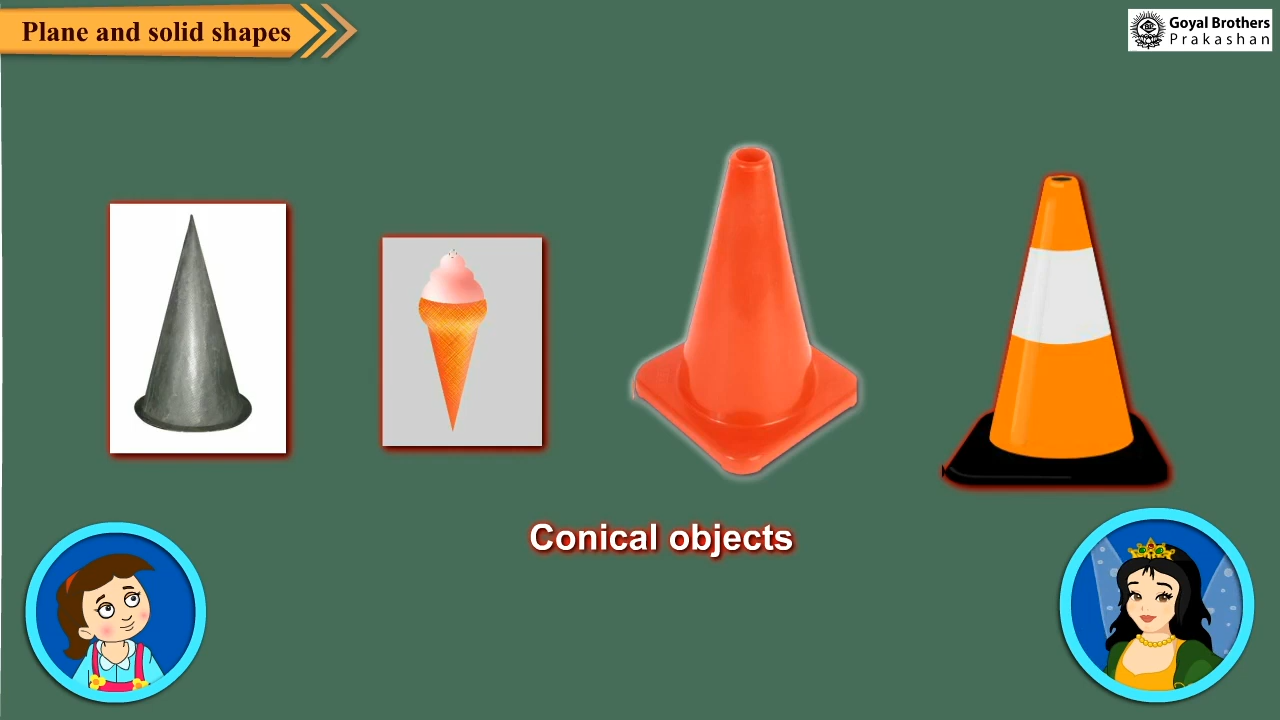 Plane and solid shapes
Goyal Brothers
Prakashan
Conical objects